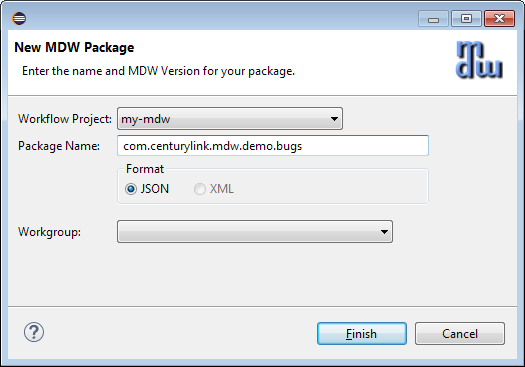 New MDW Package
Enter the name and MDW Version for your package.
mdw
Workflow Project: my-mdw
Package Name: com.centurylink.mdw.demo.bugs
Format
JSON XML
Workgroup:
?
Finish Cancel